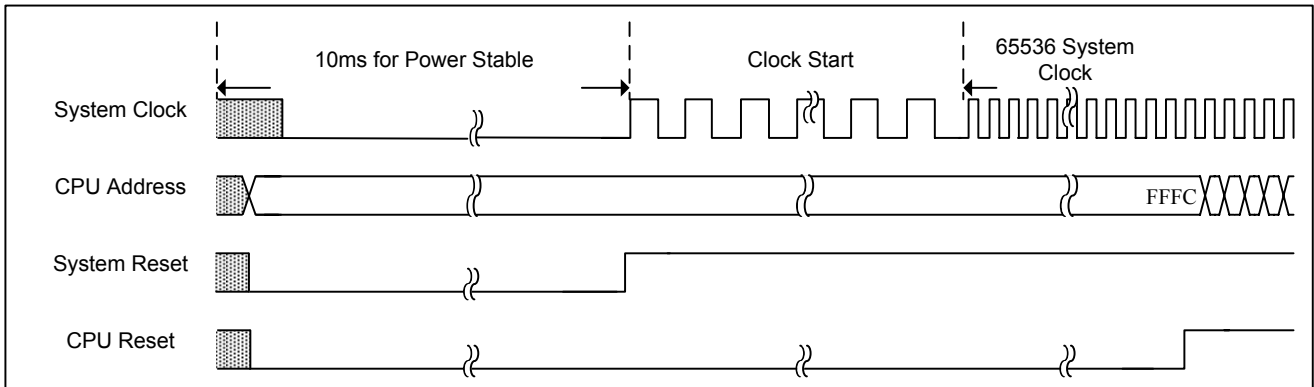 10ms for Power Stable
Clock Start
65536 System
Clock
System Clock
CPU Address
FFFC
System Reset
CPU Reset